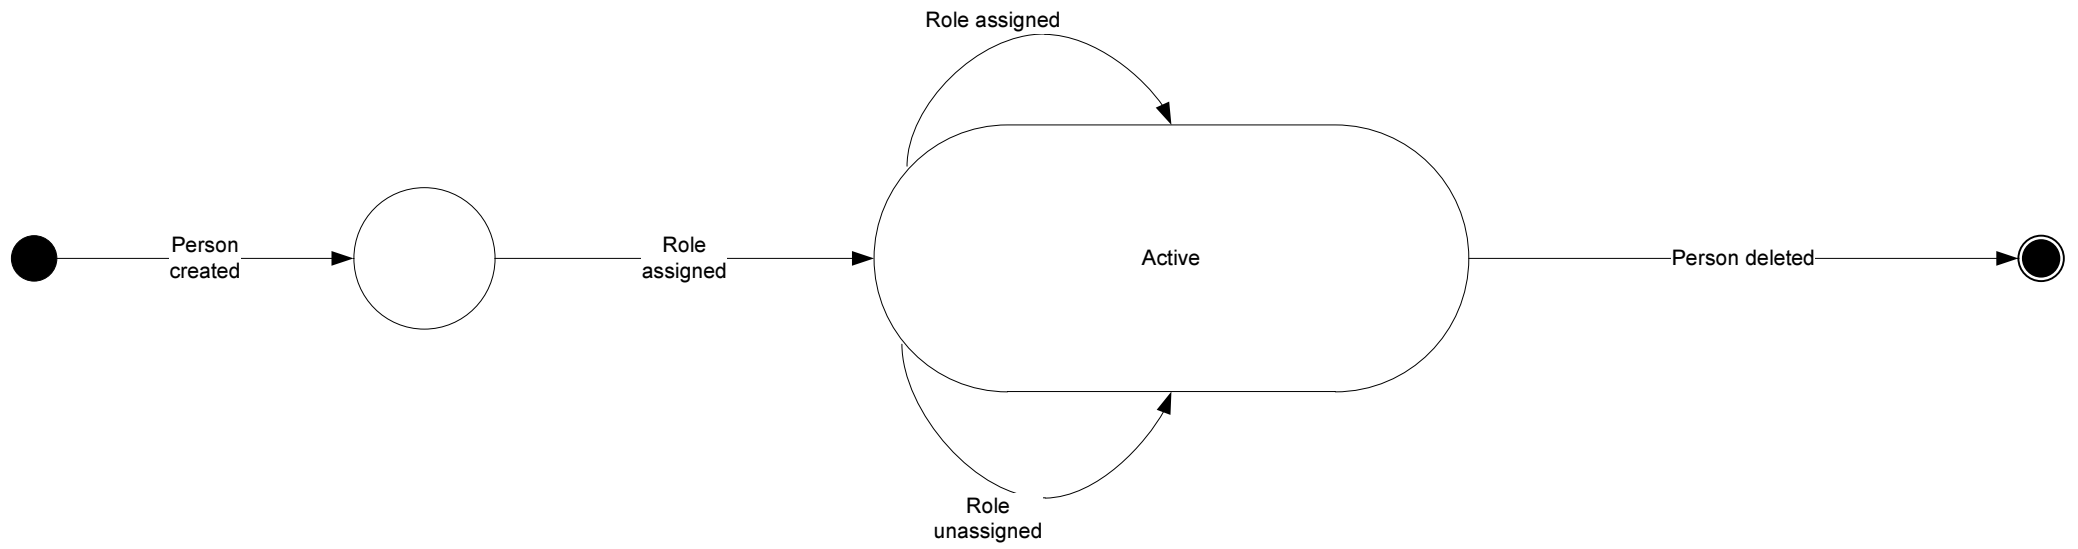 Role assigned
Person
created
Role
assigned
Active
Person deleted
Role
unassigned